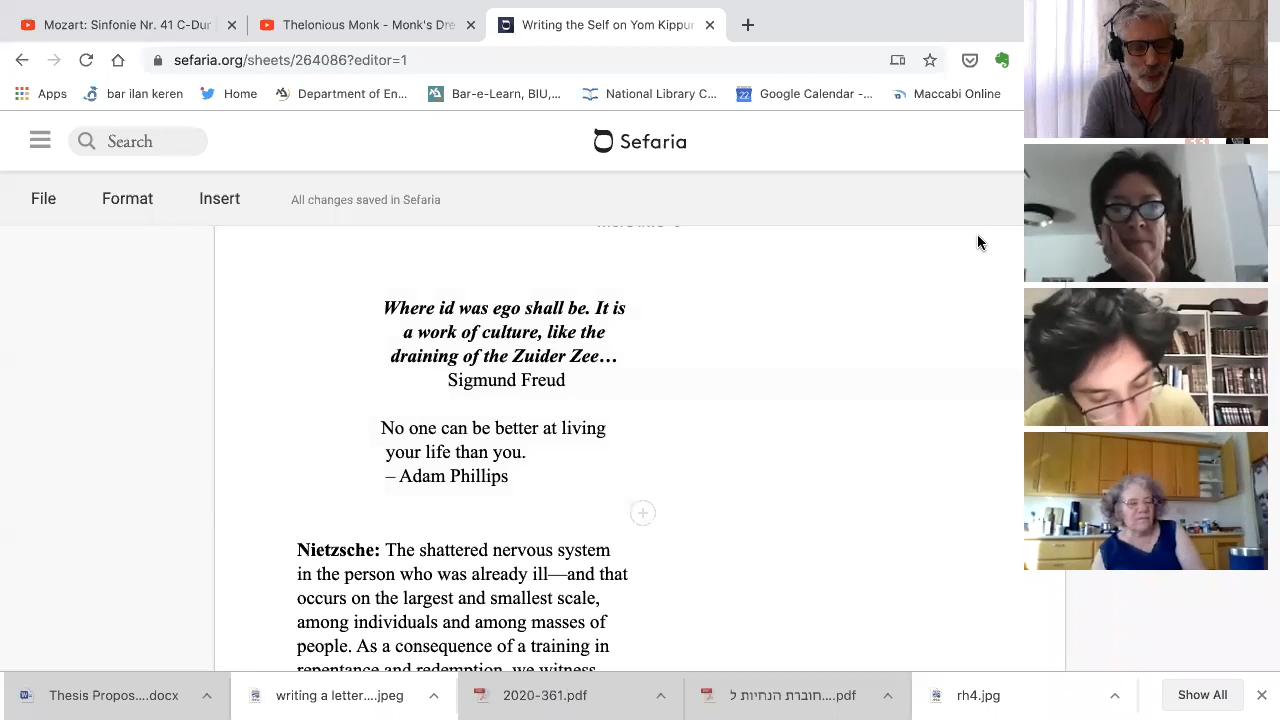 Mozart: Sinfonie Nr. 41 C-Dur
Thelonious Monk - Monk's Dre
Writing the Self on Yom Kippur
sefaria.org/sheets/264086?editor=1
Apps
bar ilan keren
Home
Department of En...
Bar-e-Learn, BIU,...
National Library C...
Google Calendar -...
Maccabi Online
Search
Sefaria
File
Format
Insert
All changes saved in Sefaria
Where id was ego shall be. It is
a work of culture, like the
draining of the Zuider Zee…
Sigmund Freud
No one can be better at living
your life than you.
– Adam Phillips
Nietzsche: The shattered nervous system
in the person who was already ill—and that
occurs on the largest and smallest scale,
among individuals and among masses of
people. As a consequence of a training in
repentance and redemption, we witness
Thesis Propos....docx
writing a letter....jpeg
2020-361.pdf
חוברת הנחיות ל....pdf
rh4.jpg
Show All